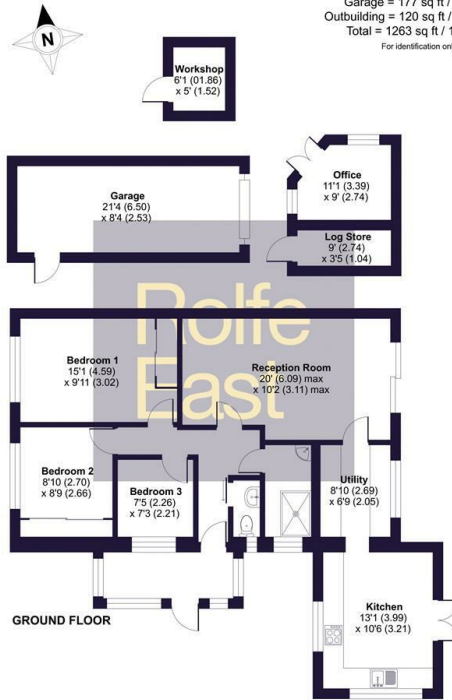 Garage = 177 sq ft /
Outbuilding = 120 sq ft /
Total = 1263 sq ft / 1
For identification onl
N
Workshop
6'1 (01.86)
x 5' (1.52)
Garage
21'4 (6.50)
x 8'4 (2.53)
Office
11'1 (3.39)
x 9' (2.74)
Log Store
9' (2.74)
x 3'5 (1.04)
Rolfe
East
Bedroom 1
15'1 (4.59)
x 9'11 (3.02)
Reception Room
20' (6.09) max
x 10'2 (3.11) max
Bedroom 2
8'10 (2.70)
x 8'9 (2.66)
Bedroom 3
7'5 (2.26)
x 7'3 (2.21)
Utility
8'10 (2.69)
x 6'9 (2.05)
Kitchen
13'1 (3.99)
x 10'6 (3.21)
GROUND FLOOR